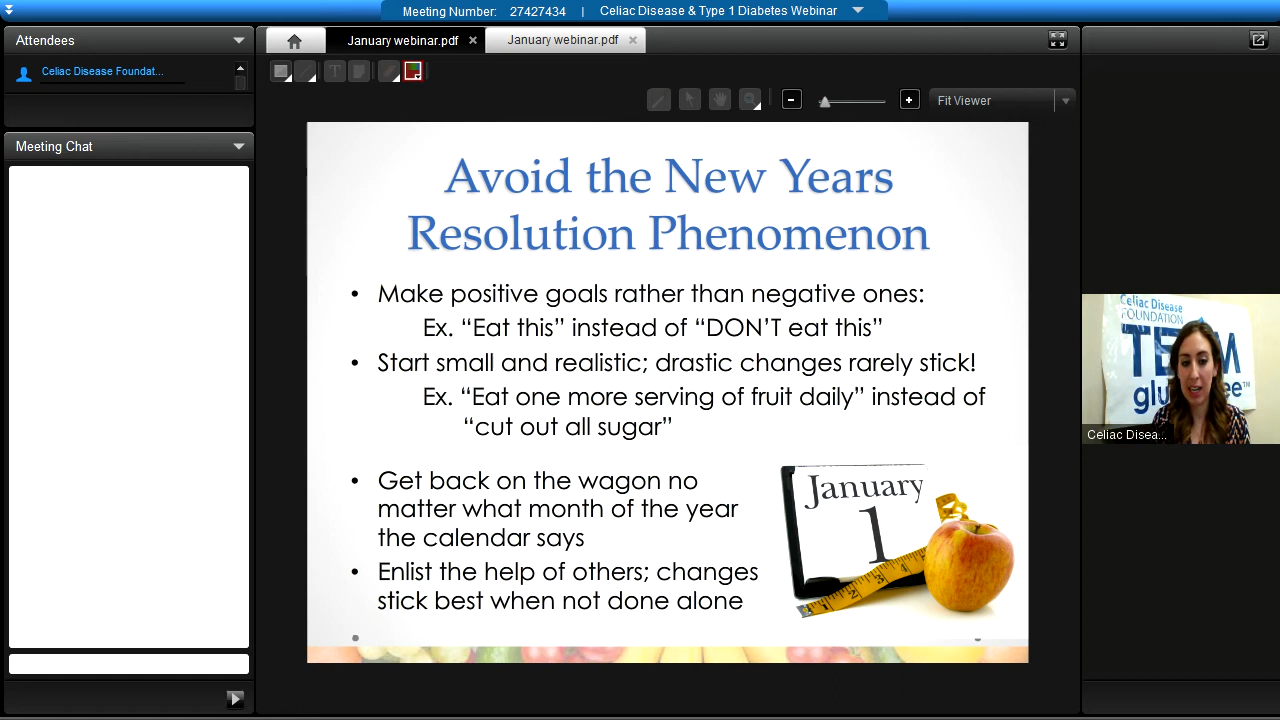 Meeting Number: 27427434 | Celiac Disease & Type 1 Diabetes Webinar
Attendees
Celiac Disease Foundat...
Meeting Chat
January webinar.pdf
January webinar.pdf
T
Fit Viewer
Avoid the New Years
Resolution Phenomenon
• Make positive goals rather than negative ones:
Ex. “Eat this” instead of “DON’T eat this”
• Start small and realistic; drastic changes rarely stick!
Ex. “Eat one more serving of fruit daily” instead of
“cut out all sugar”
• Get back on the wagon no
matter what month of the year
the calendar says
• Enlist the help of others; changes
stick best when not done alone
January
1
1 2 3 4
Celiac Disease
FOUNDATION
Celiac Disea...